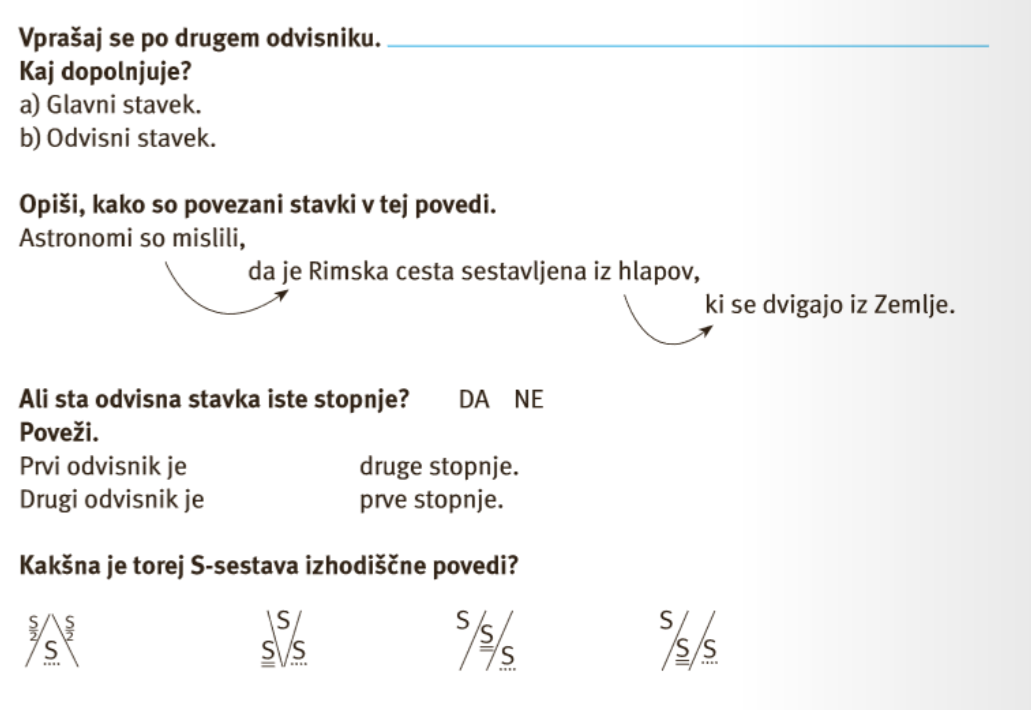 Vprašaj se po drugem odvisniku.
Kaj dopolnjuje?
a) Glavni stavek.
b) Odvisni stavek.
Opiši, kako so povezani stavki v tej povedi.
Astronomi so mislili,
da je Rimska cesta sestavljena iz hlapov,
ki se dvigajo iz Zemlje.
Ali sta odvisna stavka iste stopnje? DA NE
Poveži.
Prvi odvisnik je druge stopnje.
Drugi odvisnik je prve stopnje.
Kakšna je torej S-sestava izhodiščne povedi?
S/2 S S/2
S S S
S S S
S S S